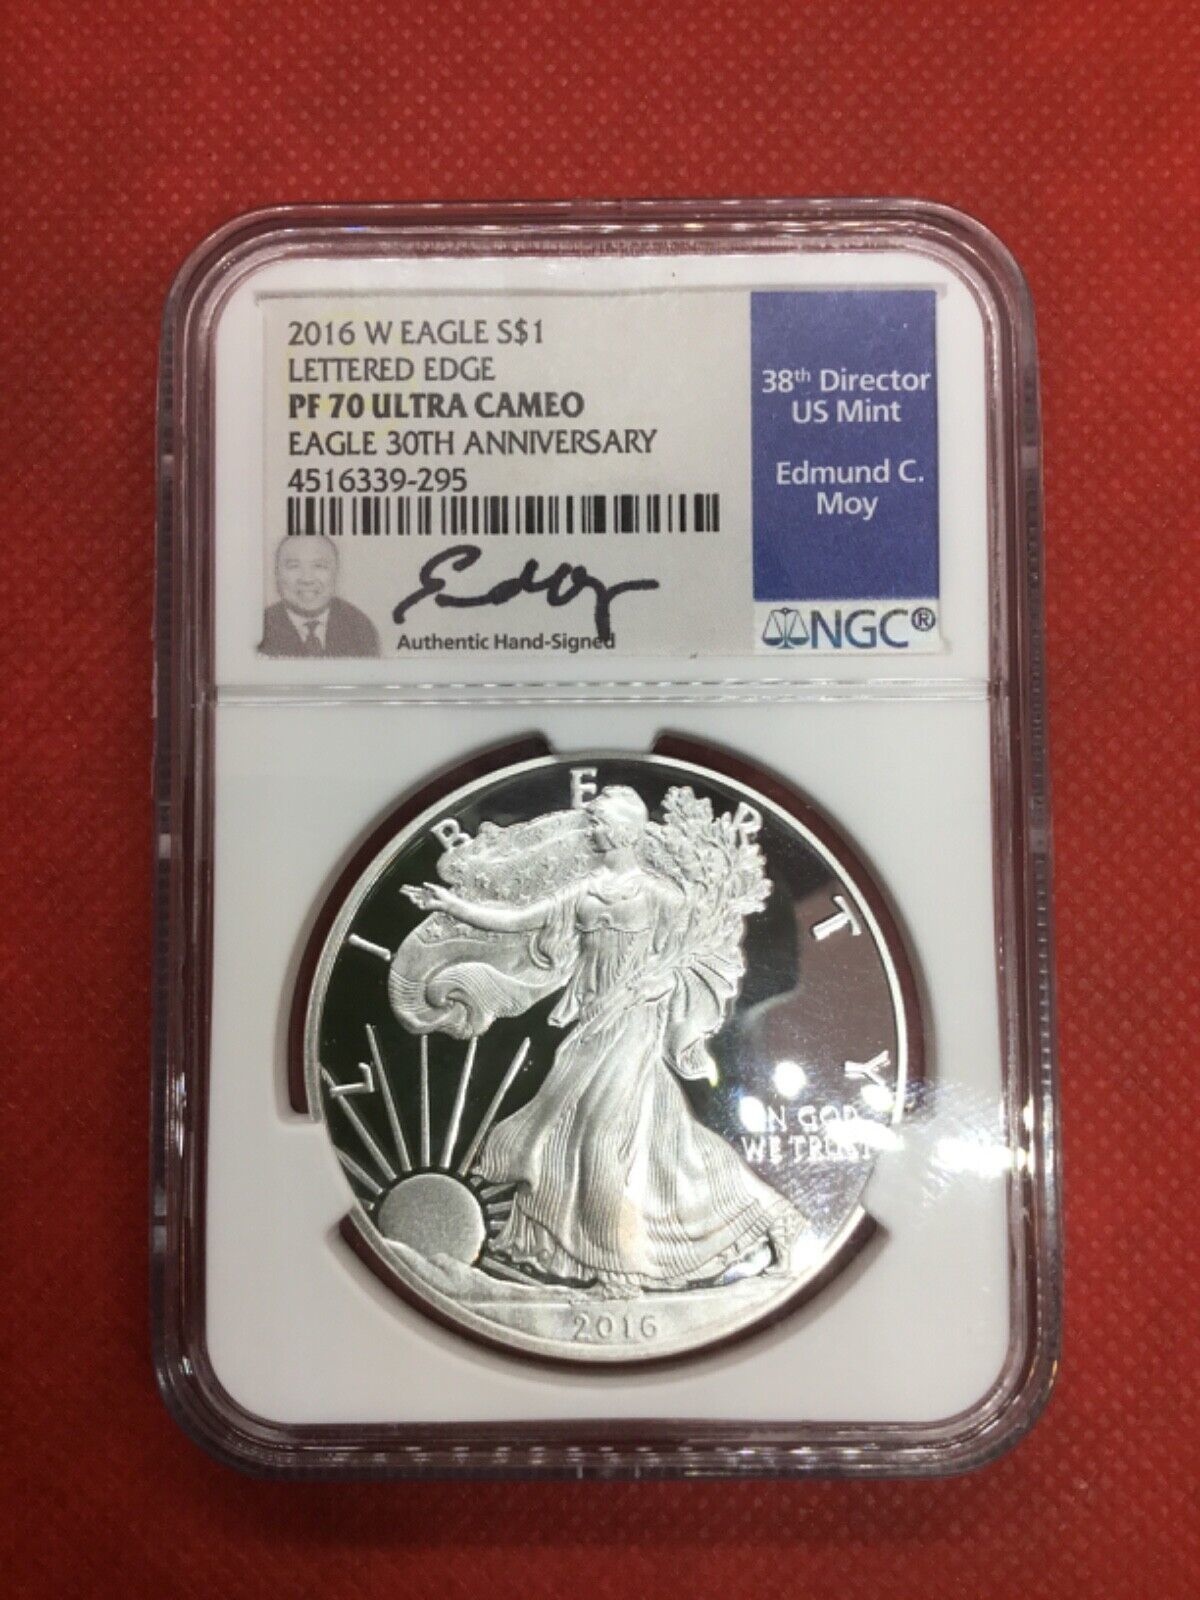 2016 W EAGLE S$1
LETTERED EDGE
PF 70 ULTRA CAMEO
EAGLE 30TH ANNIVERSARY
4516339-295
Authentic Hand-Signed
38th Director
US Mint
Edmund C.
Moy
NGC®
LIBERTY
IN GOD
WE TRUST
2016